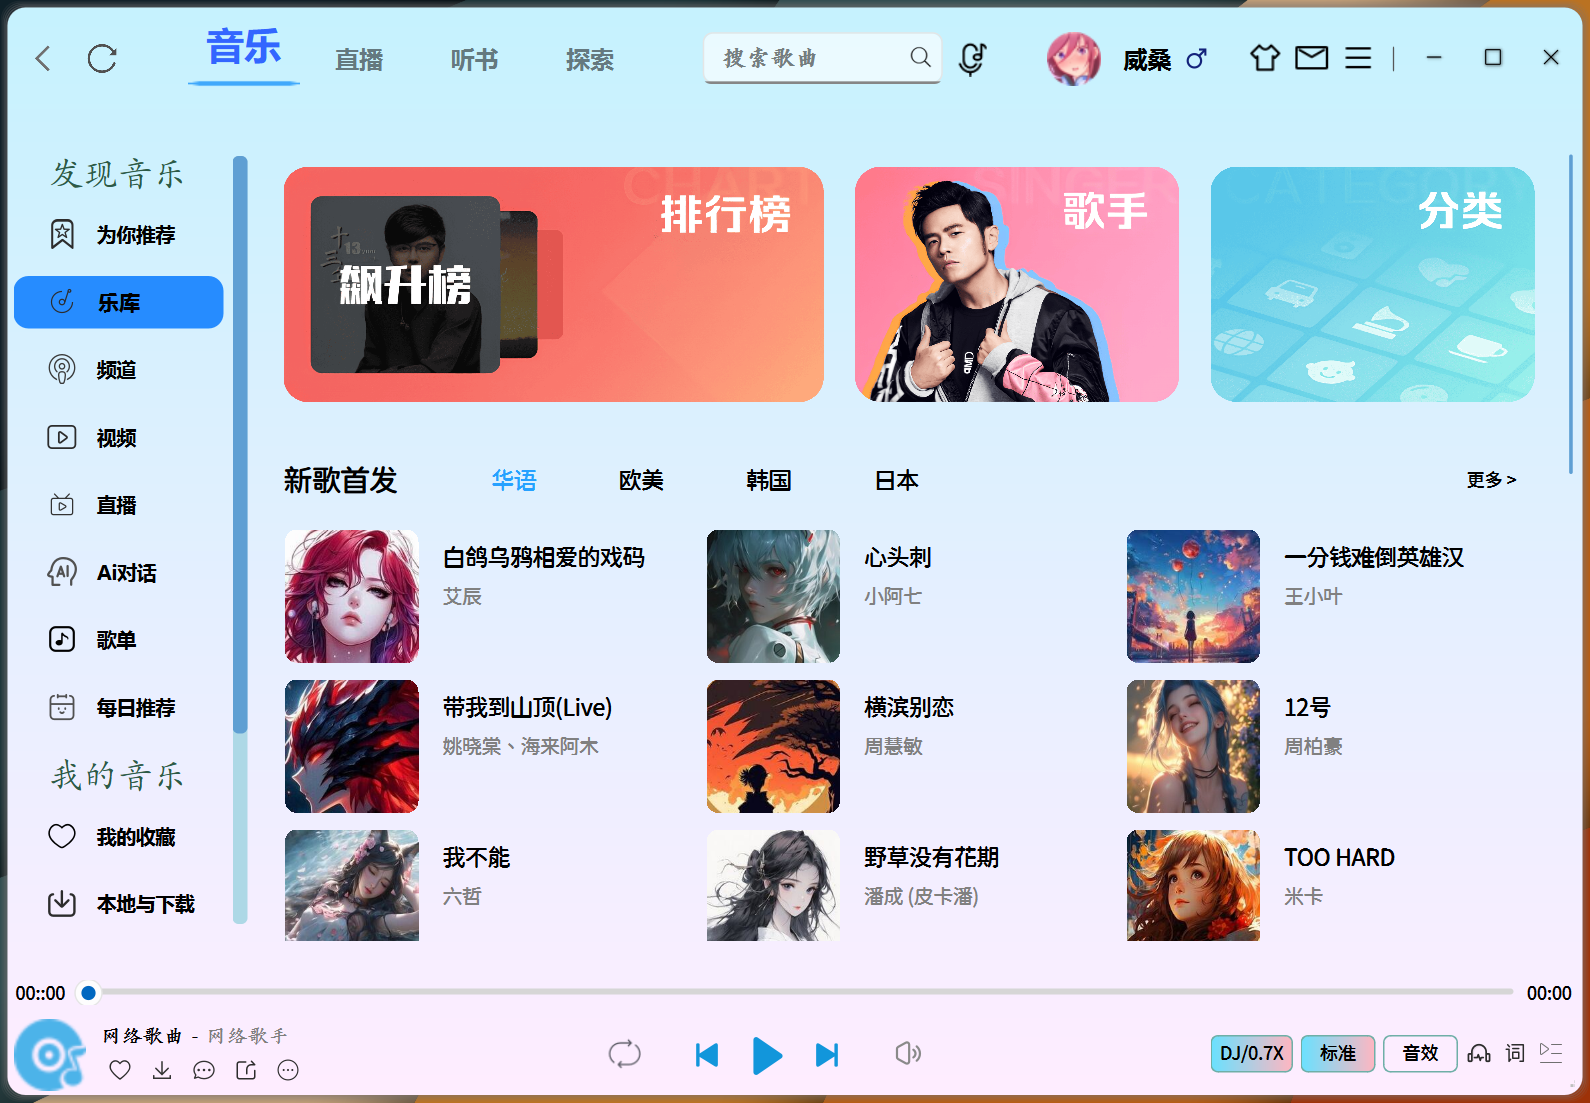 音乐
直播
听书
探索
搜索歌曲
威桑
发现音乐
为你推荐
乐库
频道
视频
直播
Ai对话
歌单
每日推荐
我的音乐
我的收藏
本地与下载
CHART
排行榜
十三
13
飙升榜
SINGER
歌手
CATEGORY
分类
新歌首发
华语
欧美
韩国
日本
更多 >
白鸽乌鸦相爱的戏码
艾辰
心头刺
小阿七
一分钱难倒英雄汉
王小叶
带我到山顶(Live)
姚晓棠、海来阿木
横滨别恋
周慧敏
12号
周柏豪
我不能
六哲
野草没有花期
潘成 (皮卡潘)
TOO HARD
米卡
00::00
00:00
网络歌曲 - 网络歌手
DJ/0.7X
标准
音效
词